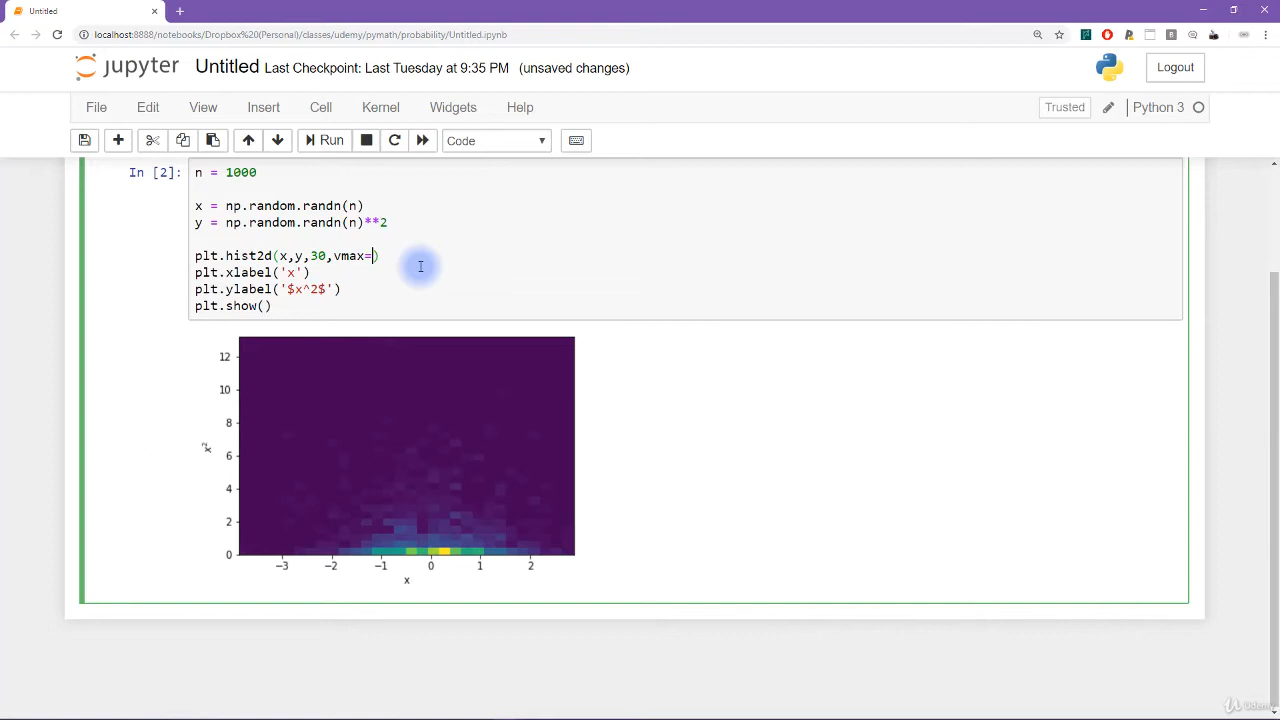 Untitled
localhost:8888/notebooks/Dropbox%20(Personal)/classes/udemy/pymath/probability/Untitled.ipynb
jupyter Untitled Last Checkpoint: Last Tuesday at 9:35 PM (unsaved changes) Logout
File Edit View Insert Cell Kernel Widgets Help Trusted Python 3
Run Code
In [2]: n = 1000
x = np.random.randn(n)
y = np.random.randn(n)**2
plt.hist2d(x,y,30,vmax=)
plt.xlabel('x')
plt.ylabel('$x^2$')
plt.show()
12
10
8
6
4
2
0
x²
−3 −2 −1 0 1 2
x
Udemy